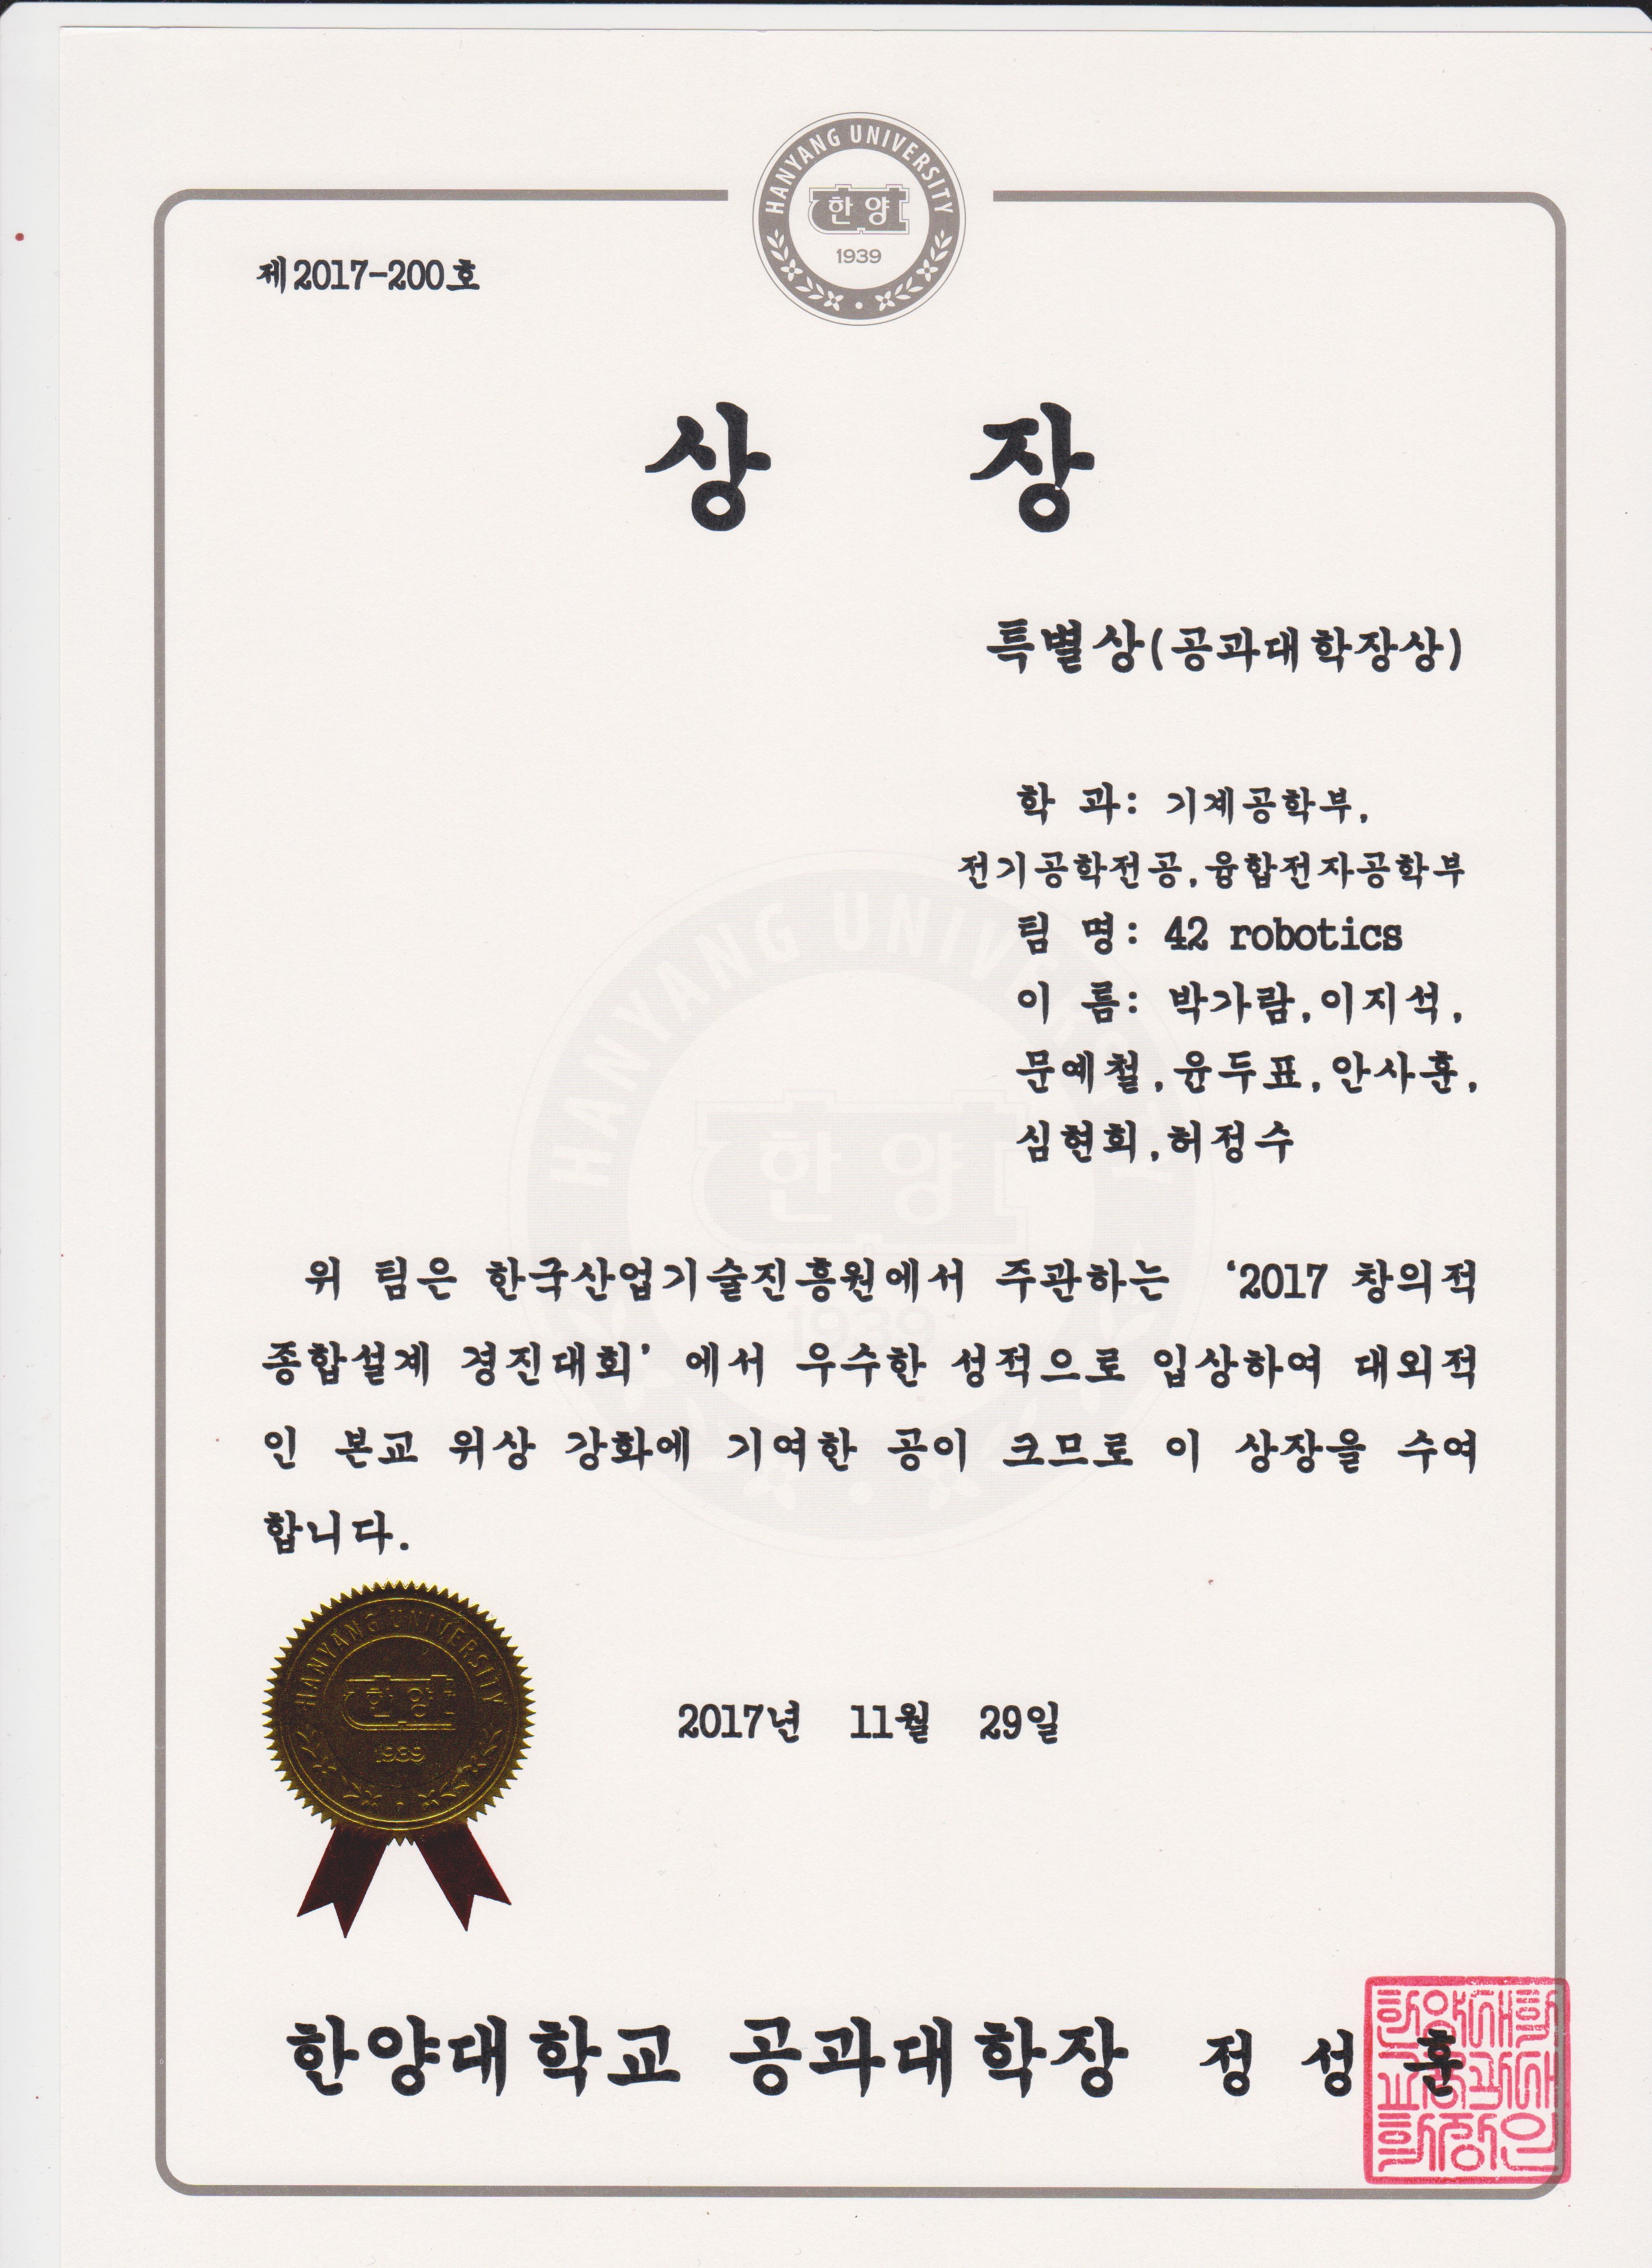 HANYANG UNIVERSITY
한양
1939
제2017-200호
상 장
특별상(공과대학장상)
학 과: 기계공학부,
전기공학전공,융합전자공학부
팀 명: 42 robotics
이 름: 박가람,이지석,
문예철,윤두표,안사훈,
심현회,허정수
HANYANG UNIVERSITY
한양
1939
위 팀은 한국산업기술진흥원에서 주관하는 ‘2017 창의적
종합설계 경진대회’ 에서 우수한 성적으로 입상하여 대외적
인 본교 위상 강화에 기여한 공이 크므로 이 상장을 수여
합니다.
HANYANG UNIVERSITY
한양
1939
2017년 11월 29일
한양대학교 공과대학장 정 성 훈
한양대학
교공과대
학장인